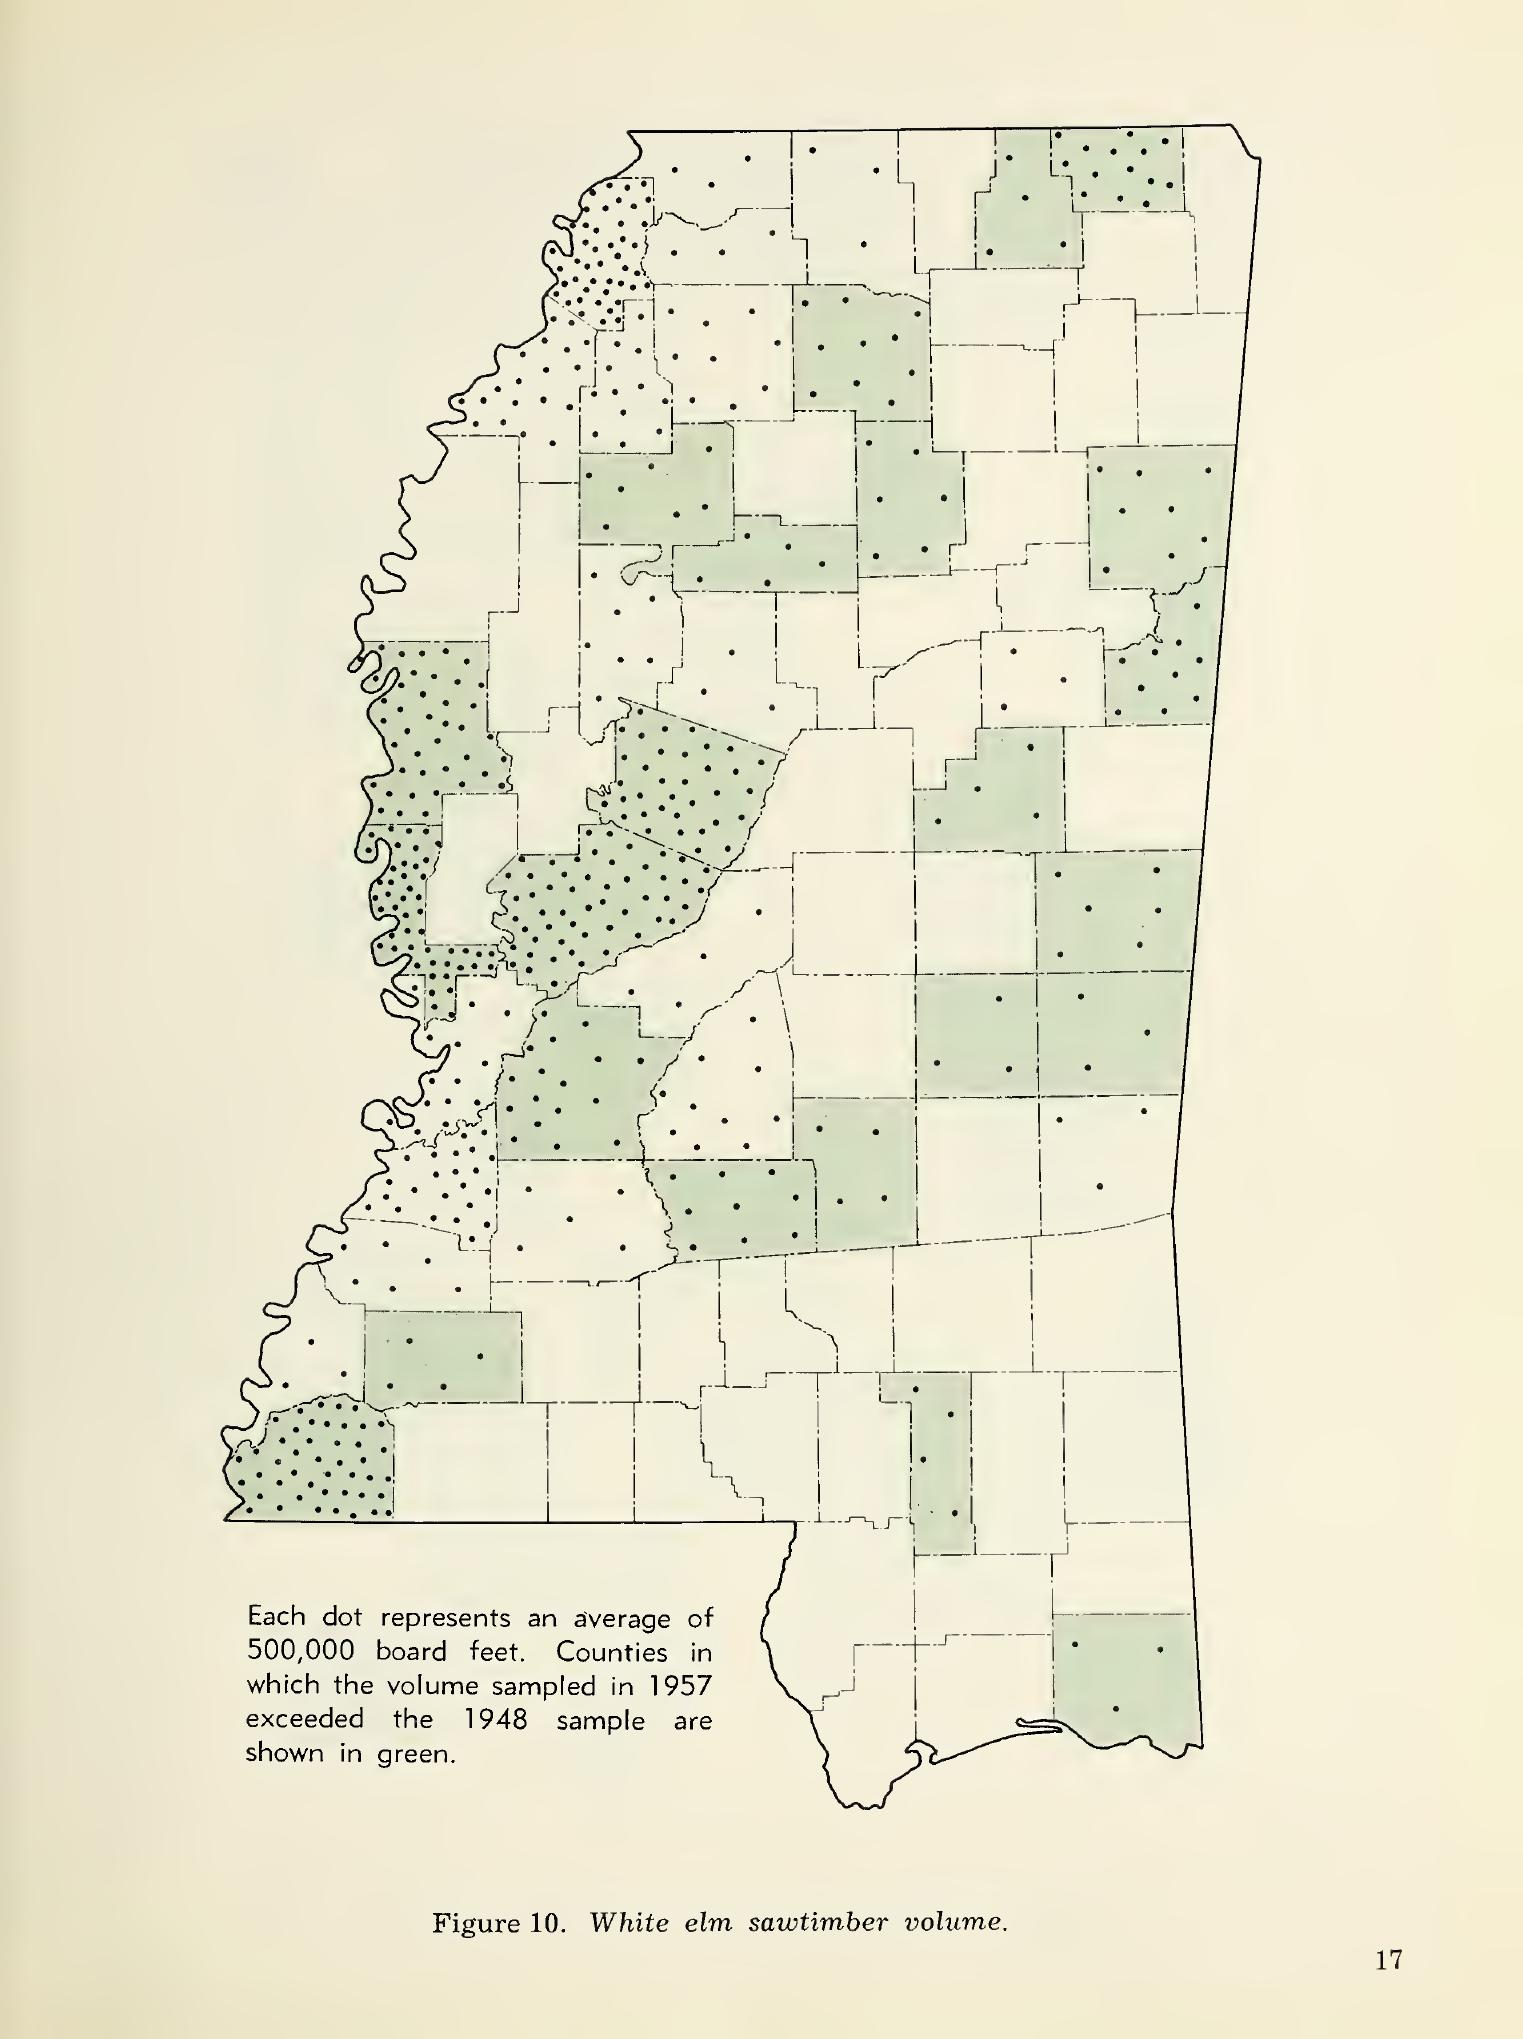 Each dot represents an average of
500,000 board feet. Counties in
which the volume sampled in 1957
exceeded the 1948 sample are
shown in green.
Figure 10. White elm sawtimber volume.
17